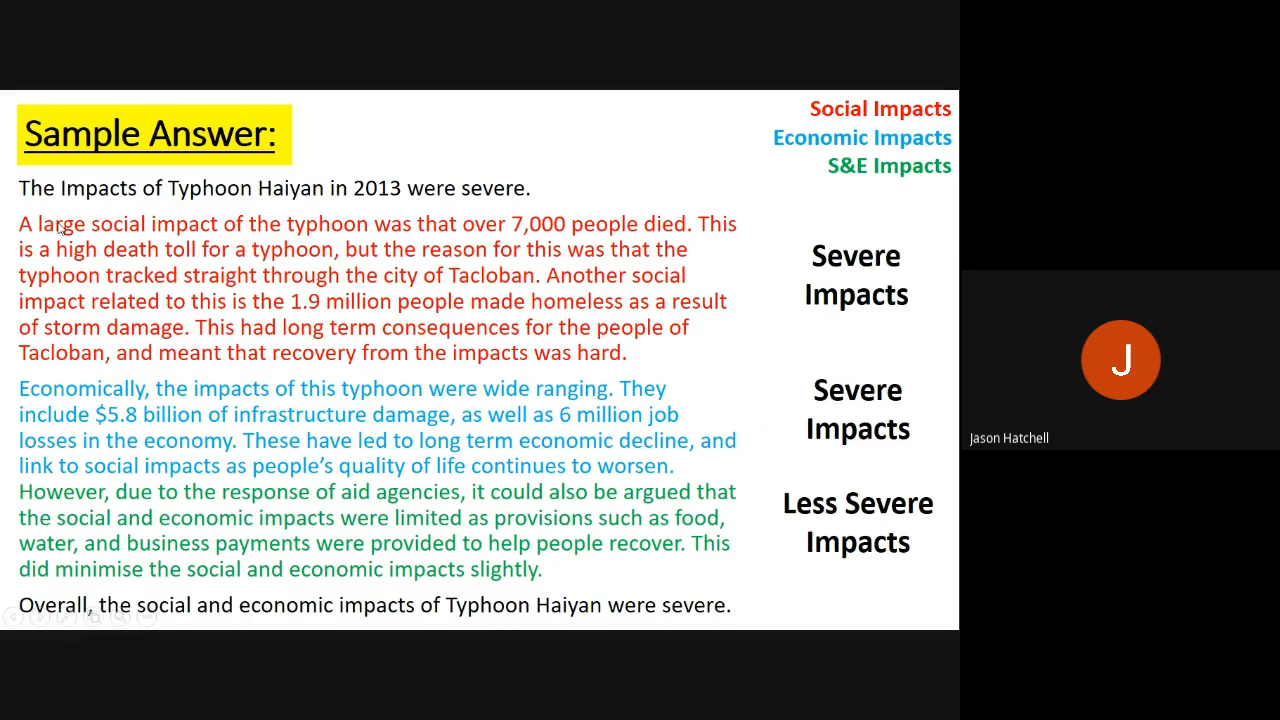 Sample Answer:
Social Impacts
Economic Impacts
S&E Impacts
The Impacts of Typhoon Haiyan in 2013 were severe.
A large social impact of the typhoon was that over 7,000 people died. This
is a high death toll for a typhoon, but the reason for this was that the
typhoon tracked straight through the city of Tacloban. Another social
impact related to this is the 1.9 million people made homeless as a result
of storm damage. This had long term consequences for the people of
Tacloban, and meant that recovery from the impacts was hard.
Severe
Impacts
Economically, the impacts of this typhoon were wide ranging. They
include $5.8 billion of infrastructure damage, as well as 6 million job
losses in the economy. These have led to long term economic decline, and
link to social impacts as people’s quality of life continues to worsen.
Severe
Impacts
However, due to the response of aid agencies, it could also be argued that
the social and economic impacts were limited as provisions such as food,
water, and business payments were provided to help people recover. This
did minimise the social and economic impacts slightly.
Less Severe
Impacts
Overall, the social and economic impacts of Typhoon Haiyan were severe.
J
Jason Hatchell